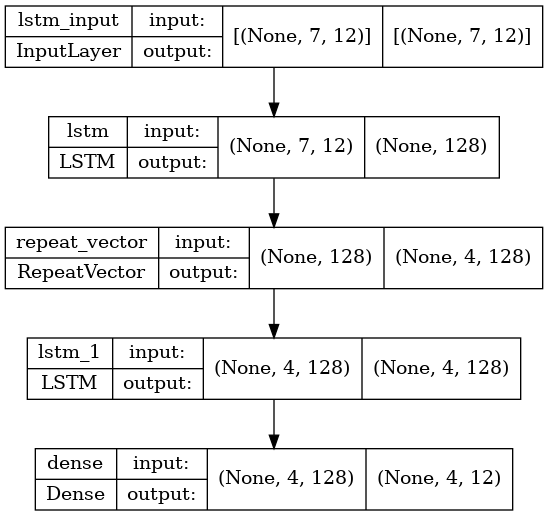 lstm_input input: [(None, 7, 12)] [(None, 7, 12)]
InputLayer output:
lstm input: (None, 7, 12) (None, 128)
LSTM output:
repeat_vector input: (None, 128) (None, 4, 128)
RepeatVector output:
lstm_1 input: (None, 4, 128) (None, 4, 128)
LSTM output:
dense input: (None, 4, 128) (None, 4, 12)
Dense output: